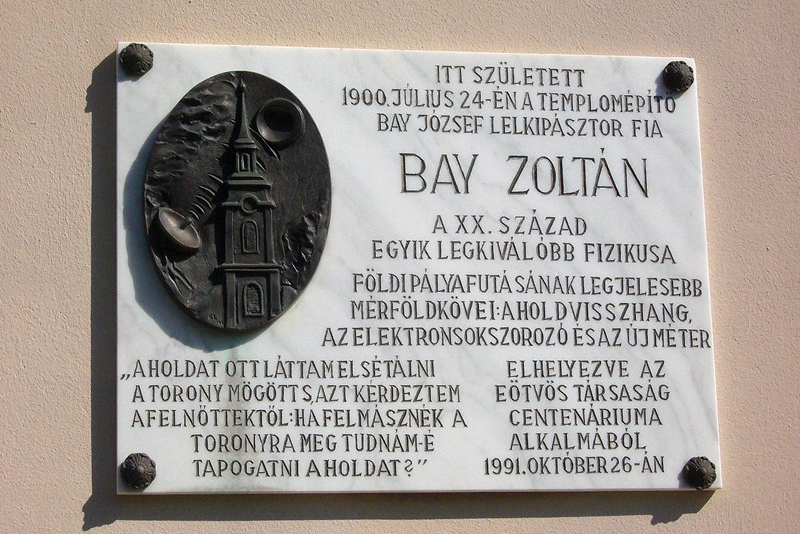 ITT SZÜLETETT
1900.JÚLIUS 24-ÉN A TEMPLOMÉPÍTŐ
BAY JÓZSEF LELKIPÁSZTOR FIA
BAY ZOLTÁN
A XX. SZÁZAD
EGYIK LEGKIVÁLÓBB FIZIKUSA
FÖLDI PÁLYAFUTÁSÁNAK LEGJELESEBB
MÉRFÖLDKÖVEI: A HOLDVISSZHANG,
AZ ELEKTRONSOKSZOROZÓ ÉS AZ ÚJ MÉTER
„A HOLDAT OTT LÁTTAM ELSÉTÁLNI
A TORONY MÖGÖTT S, AZT KÉRDEZTEM
A FELNŐTTEKTŐL: HA FELMÁSZNÉK A
TORONYRA MEG TUDNÁM-É
TAPOGATNI A HOLDAT?"
ELHELYEZVE AZ
EÖTVÖS TÁRSASÁG
CENTENÁRIUMA
ALKALMÁBÓL
1991.OKTÓBER 26-ÁN